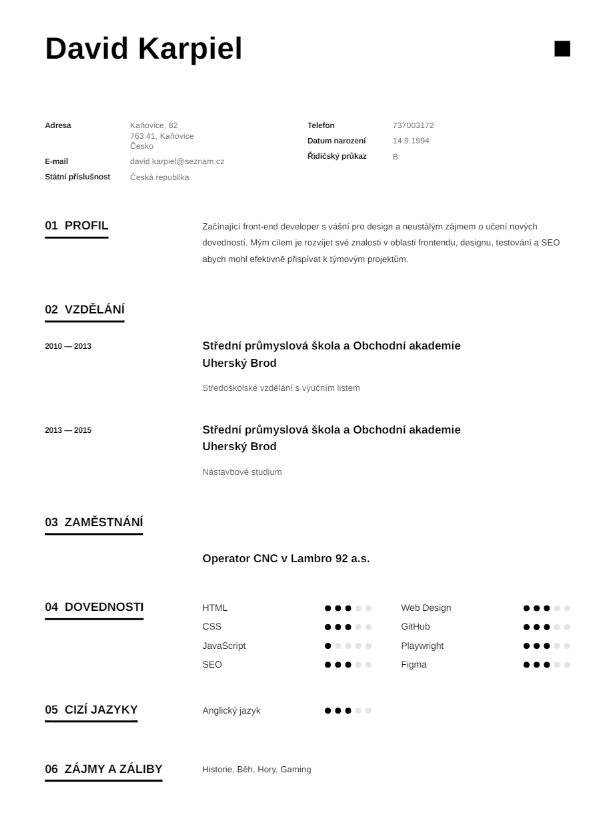 David Karpiel
Adresa
Kaňovice, 82
763 41, Kaňovice
Česko
E-mail
david.karpiel@seznam.cz
Státní příslušnost
Česká republika
Telefon
737003172
Datum narození
14.9.1994
Řidičský průkaz
B
01 PROFIL
Začínající front-end developer s vášní pro design a neustálým zájmem o učení nových
dovedností. Mým cílem je rozvíjet své znalosti v oblasti frontendu, designu, testování a SEO
abych mohl efektivně přispívat k týmovým projektům.
02 VZDĚLÁNÍ
2010 — 2013
Střední průmyslová škola a Obchodní akademie
Uherský Brod
Středoškolské vzdělání s výučním listem
2013 — 2015
Střední průmyslová škola a Obchodní akademie
Uherský Brod
Nástavbové studium
03 ZAMĚSTNÁNÍ
Operator CNC v Lambro 92 a.s.
04 DOVEDNOSTI
HTML
Web Design
CSS
GitHub
JavaScript
Playwright
SEO
Figma
05 CIZÍ JAZYKY
Anglický jazyk
06 ZÁJMY A ZÁLIBY
Historie, Běh, Hory, Gaming